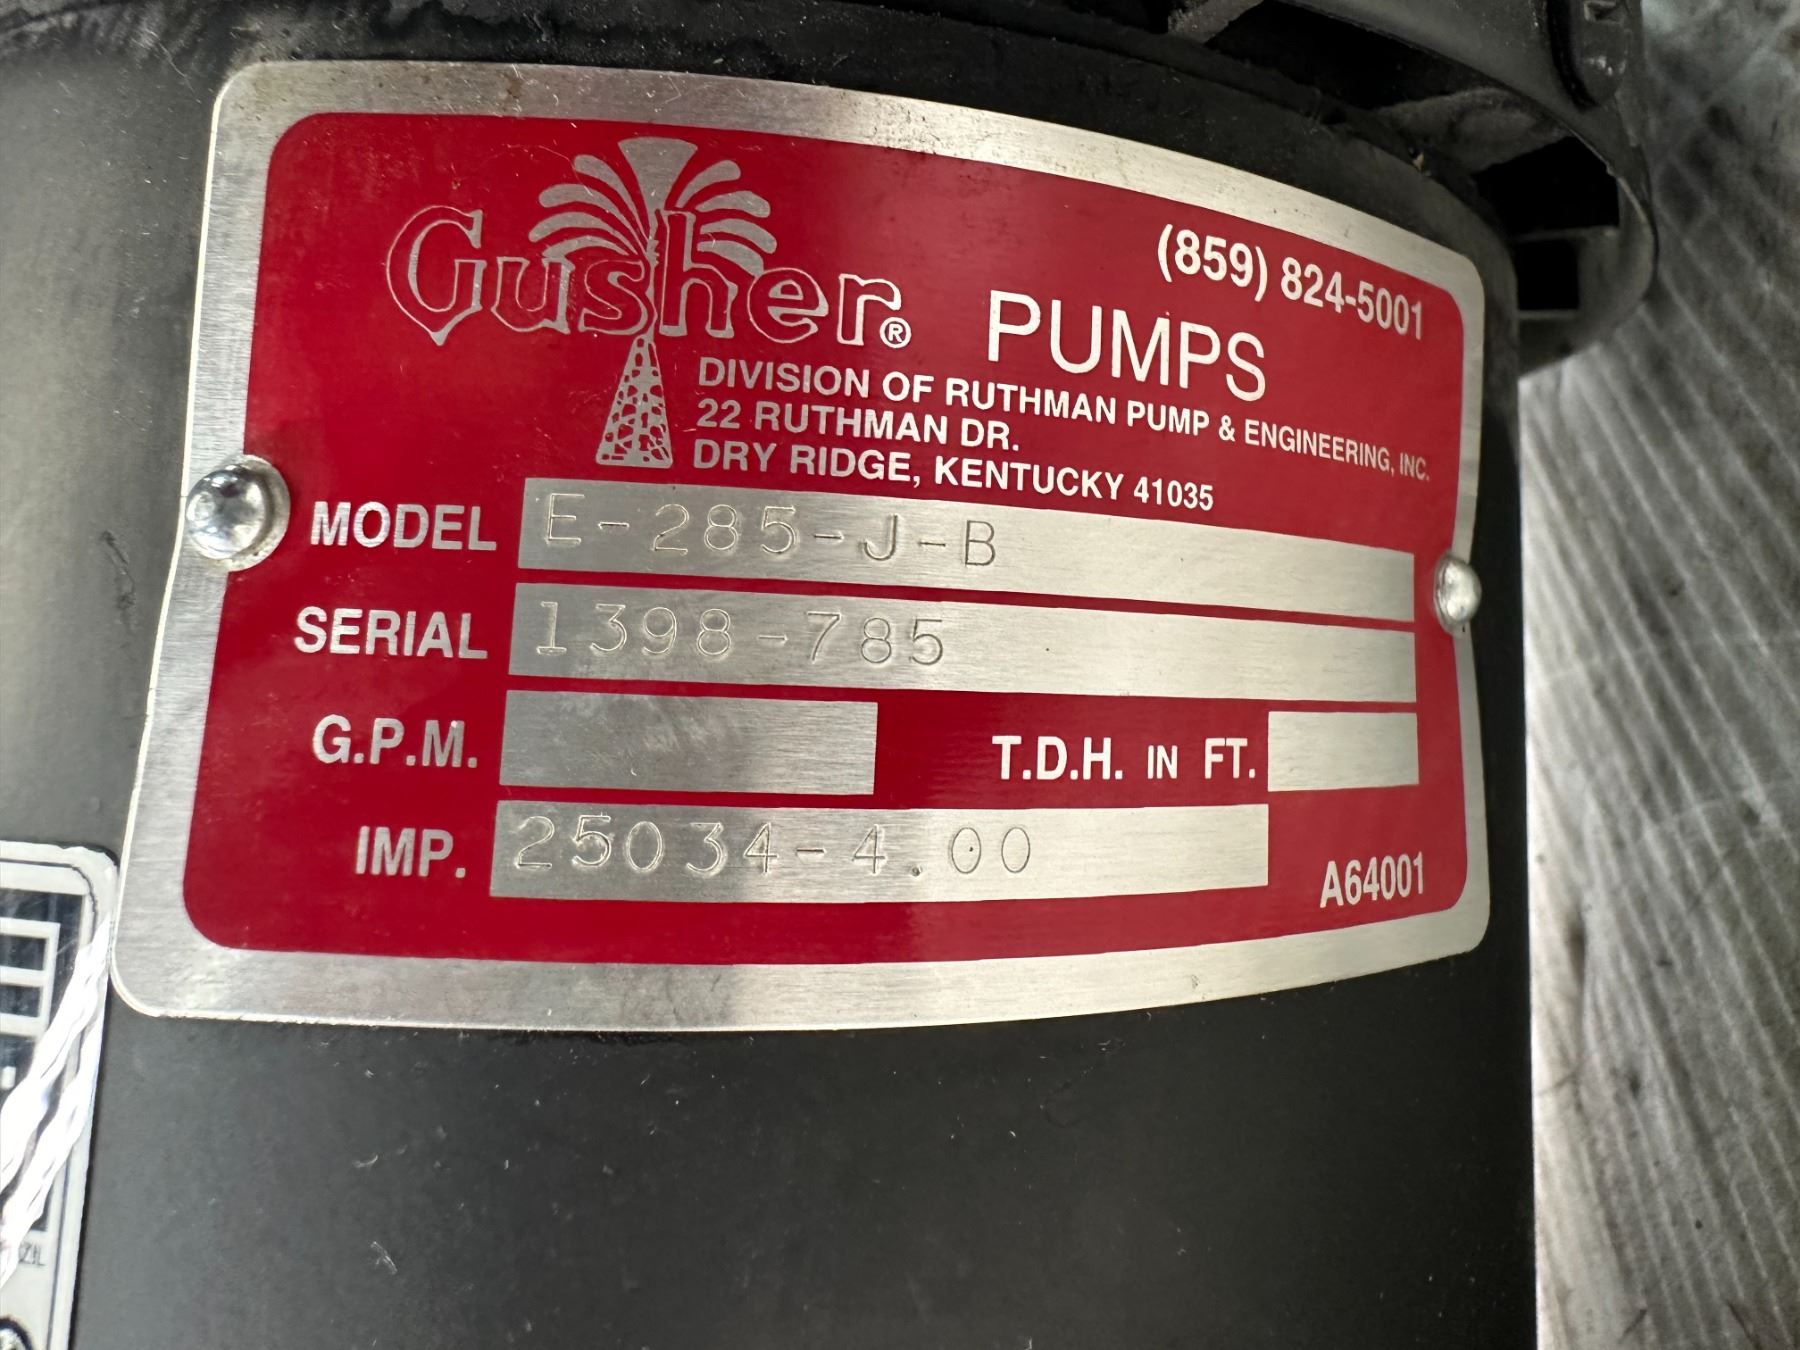 Gusher® PUMPS
(859) 824-5001
DIVISION OF RUTHMAN PUMP & ENGINEERING, INC.
22 RUTHMAN DR.
DRY RIDGE, KENTUCKY 41035
MODEL E-285-J-B
SERIAL 1398-785
G.P.M. T.D.H. IN FT.
IMP. 25034-4.00
A64001